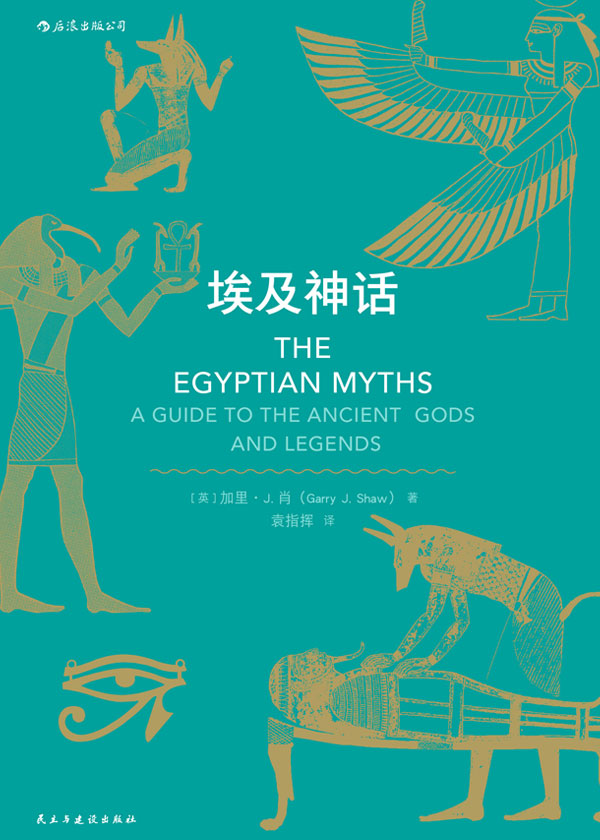 后浪出版公司
埃及神话
THE
EGYPTIAN MYTHS
A GUIDE TO THE ANCIENT GODS
AND LEGENDS
[英]加里·J.肖（Garry J. Shaw） 著
袁指挥 译
民主与建设出版社